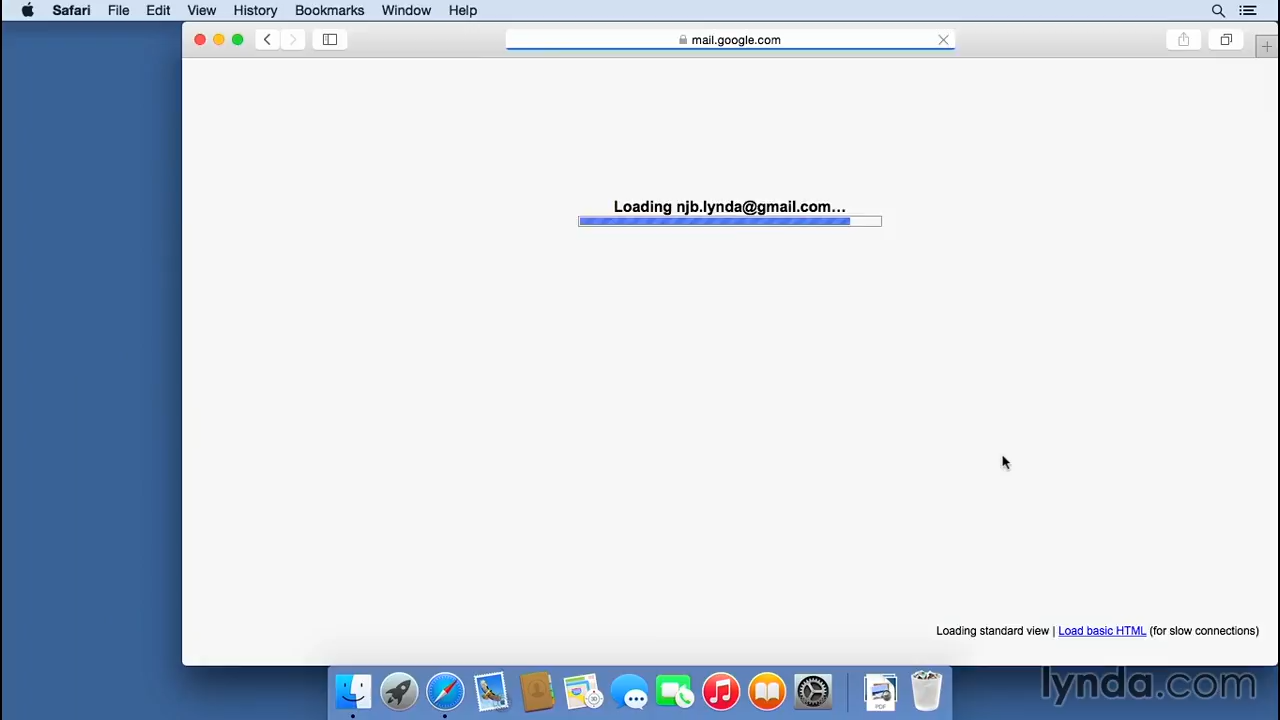 Safari File Edit View History Bookmarks Window Help
mail.google.com
Loading njb.lynda@gmail.com...
Loading standard view | Load basic HTML (for slow connections)
PDF
lynda.com